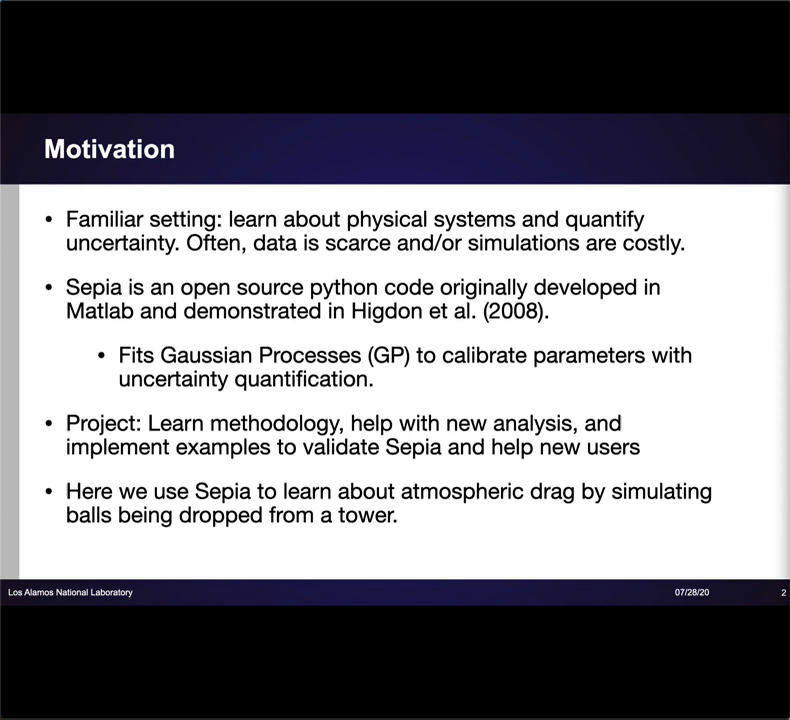 Motivation
• Familiar setting: learn about physical systems and quantify
uncertainty. Often, data is scarce and/or simulations are costly.
• Sepia is an open source python code originally developed in
Matlab and demonstrated in Higdon et al. (2008).
• Fits Gaussian Processes (GP) to calibrate parameters with
uncertainty quantification.
• Project: Learn methodology, help with new analysis, and
implement examples to validate Sepia and help new users
• Here we use Sepia to learn about atmospheric drag by simulating
balls being dropped from a tower.
Los Alamos National Laboratory
07/28/20
2